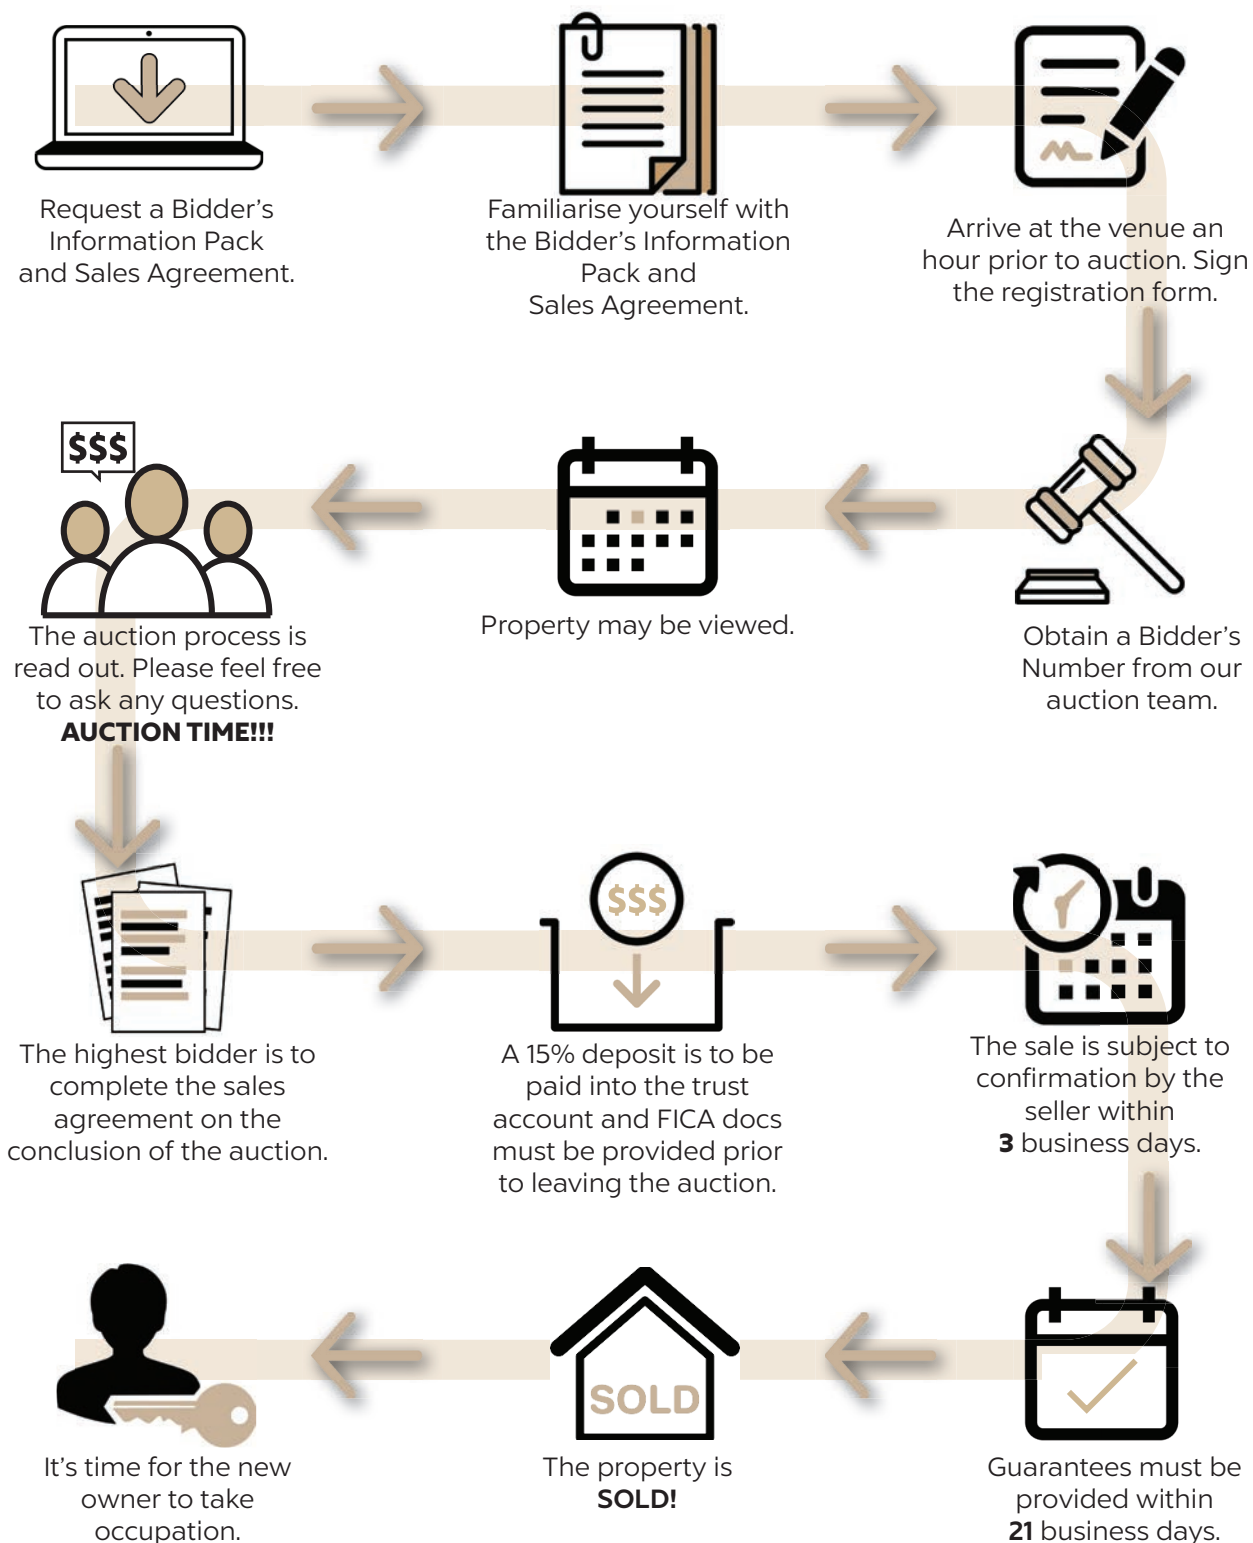 Request a Bidder's
Information Pack
and Sales Agreement.
Familiarise yourself with
the Bidder's Information
Pack and
Sales Agreement.
Arrive at the venue an
hour prior to auction. Sign
the registration form.
Obtain a Bidder's
Number from our
auction team.
Property may be viewed.
$$$
The auction process is
read out. Please feel free
to ask any questions.
AUCTION TIME!!!
The highest bidder is to
complete the sales
agreement on the
conclusion of the auction.
$$$
A 15% deposit is to be
paid into the trust
account and FICA docs
must be provided prior
to leaving the auction.
The sale is subject to
confirmation by the
seller within
3 business days.
Guarantees must be
provided within
21 business days.
SOLD
The property is
SOLD!
It's time for the new
owner to take
occupation.